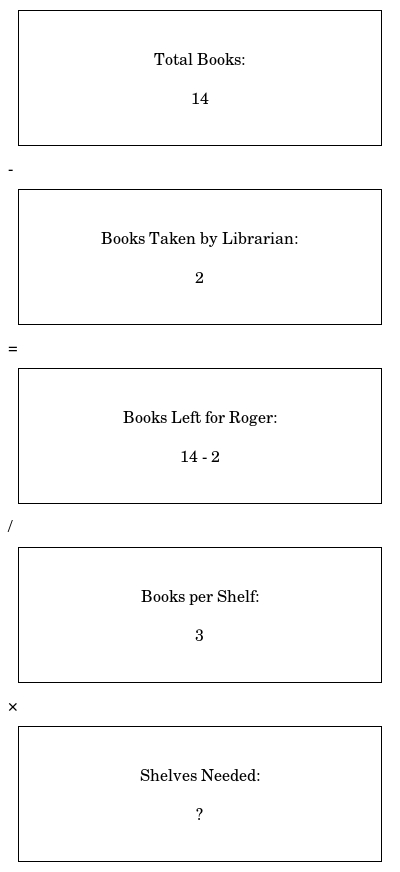 Total Books:
14
-
Books Taken by Librarian:
2
=
Books Left for Roger:
14 - 2
/
Books per Shelf:
3
×
Shelves Needed:
?